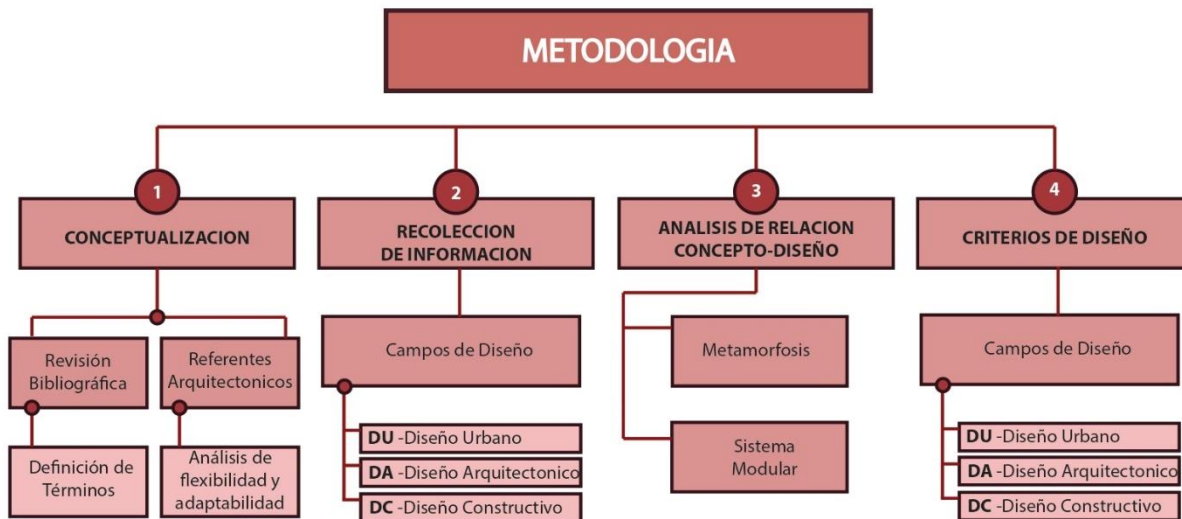 METODOLOGIA
1
CONCEPTUALIZACION
Revisión
Bibliográfica
Referentes
Arquitectonicos
Definición de
Términos
Análisis de
flexibilidad y
adaptabilidad
2
RECOLECCION
DE INFORMACION
Campos de Diseño
DU -Diseño Urbano
DA -Diseño Arquitectonico
DC -Diseño Constructivo
3
ANALISIS DE RELACION
CONCEPTO-DISEÑO
Metamorfosis
Sistema
Modular
4
CRITERIOS DE DISEÑO
Campos de Diseño
DU -Diseño Urbano
DA -Diseño Arquitectonico
DC -Diseño Constructivo